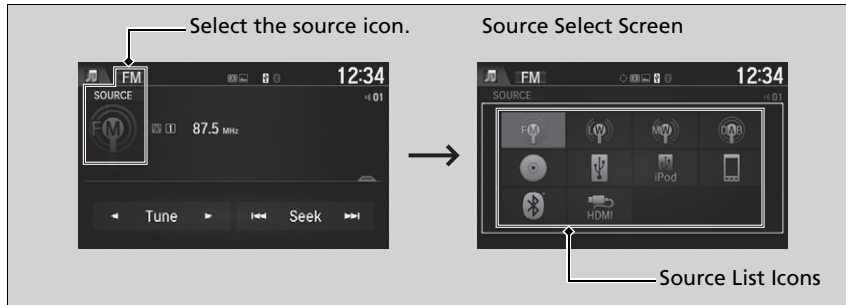 Select the source icon.
Source Select Screen
FM
12:34
SOURCE
01
FM
1
87.5 MHz
Tune
Seek
FM
12:34
SOURCE
01
FM
LW
MW
DAB
iPod
HDMI
Source List Icons